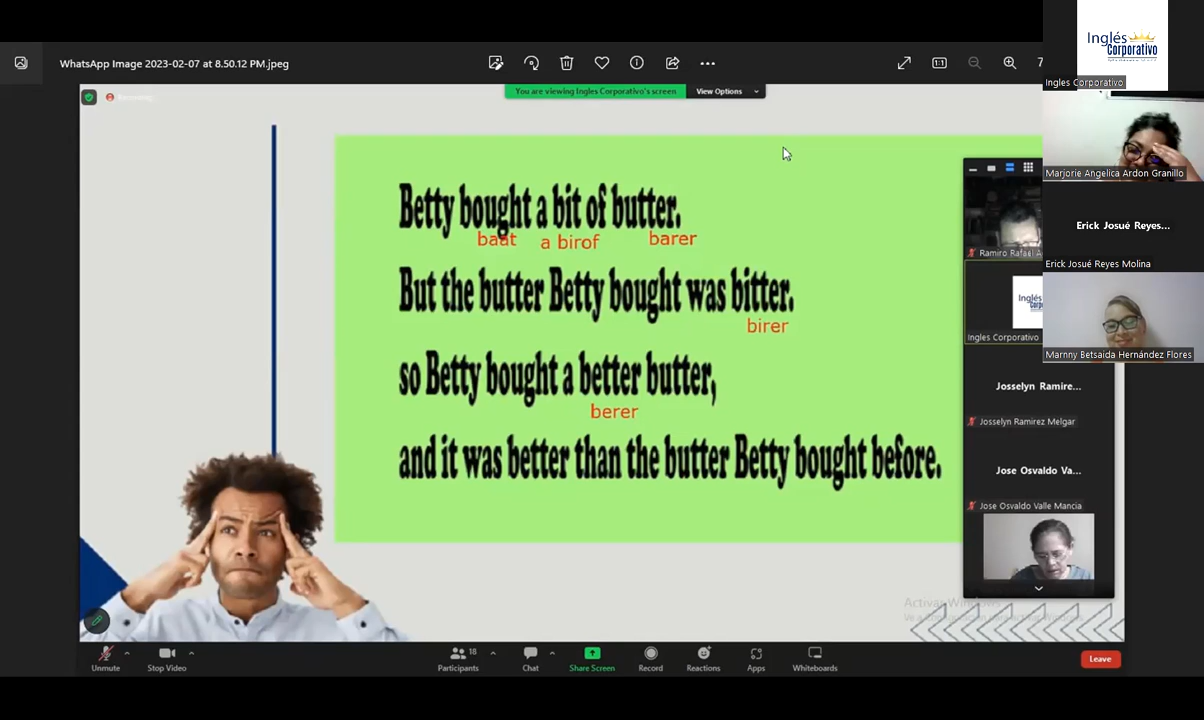 WhatsApp Image 2023-02-07 at 8.50.12 PM.jpeg
You are viewing Ingles Corporativo's screen
View Options
Betty bought a bit of butter.
baat a birof barer
But the butter Betty bought was bitter.
birer
so Betty bought a better butter,
berer
and it was better than the butter Betty bought before.
Inglés
Corporativo
Ingles Corporativo
Marjorie Angelica Ardon Granillo
Erick Josué Reyes...
Erick Josué Reyes Molina
Marnny Betsaida Hernández Flores
Ramiro Rafael A
Inglés
Ingles Corporativo
Josselyn Ramire...
Josselyn Ramirez Melgar
Jose Osvaldo Va...
Jose Osvaldo Valle Mancia
Activar Windows
Unmute
Stop Video
Participants
18
Chat
Share Screen
Record
Reactions
Apps
Whiteboards
Leave